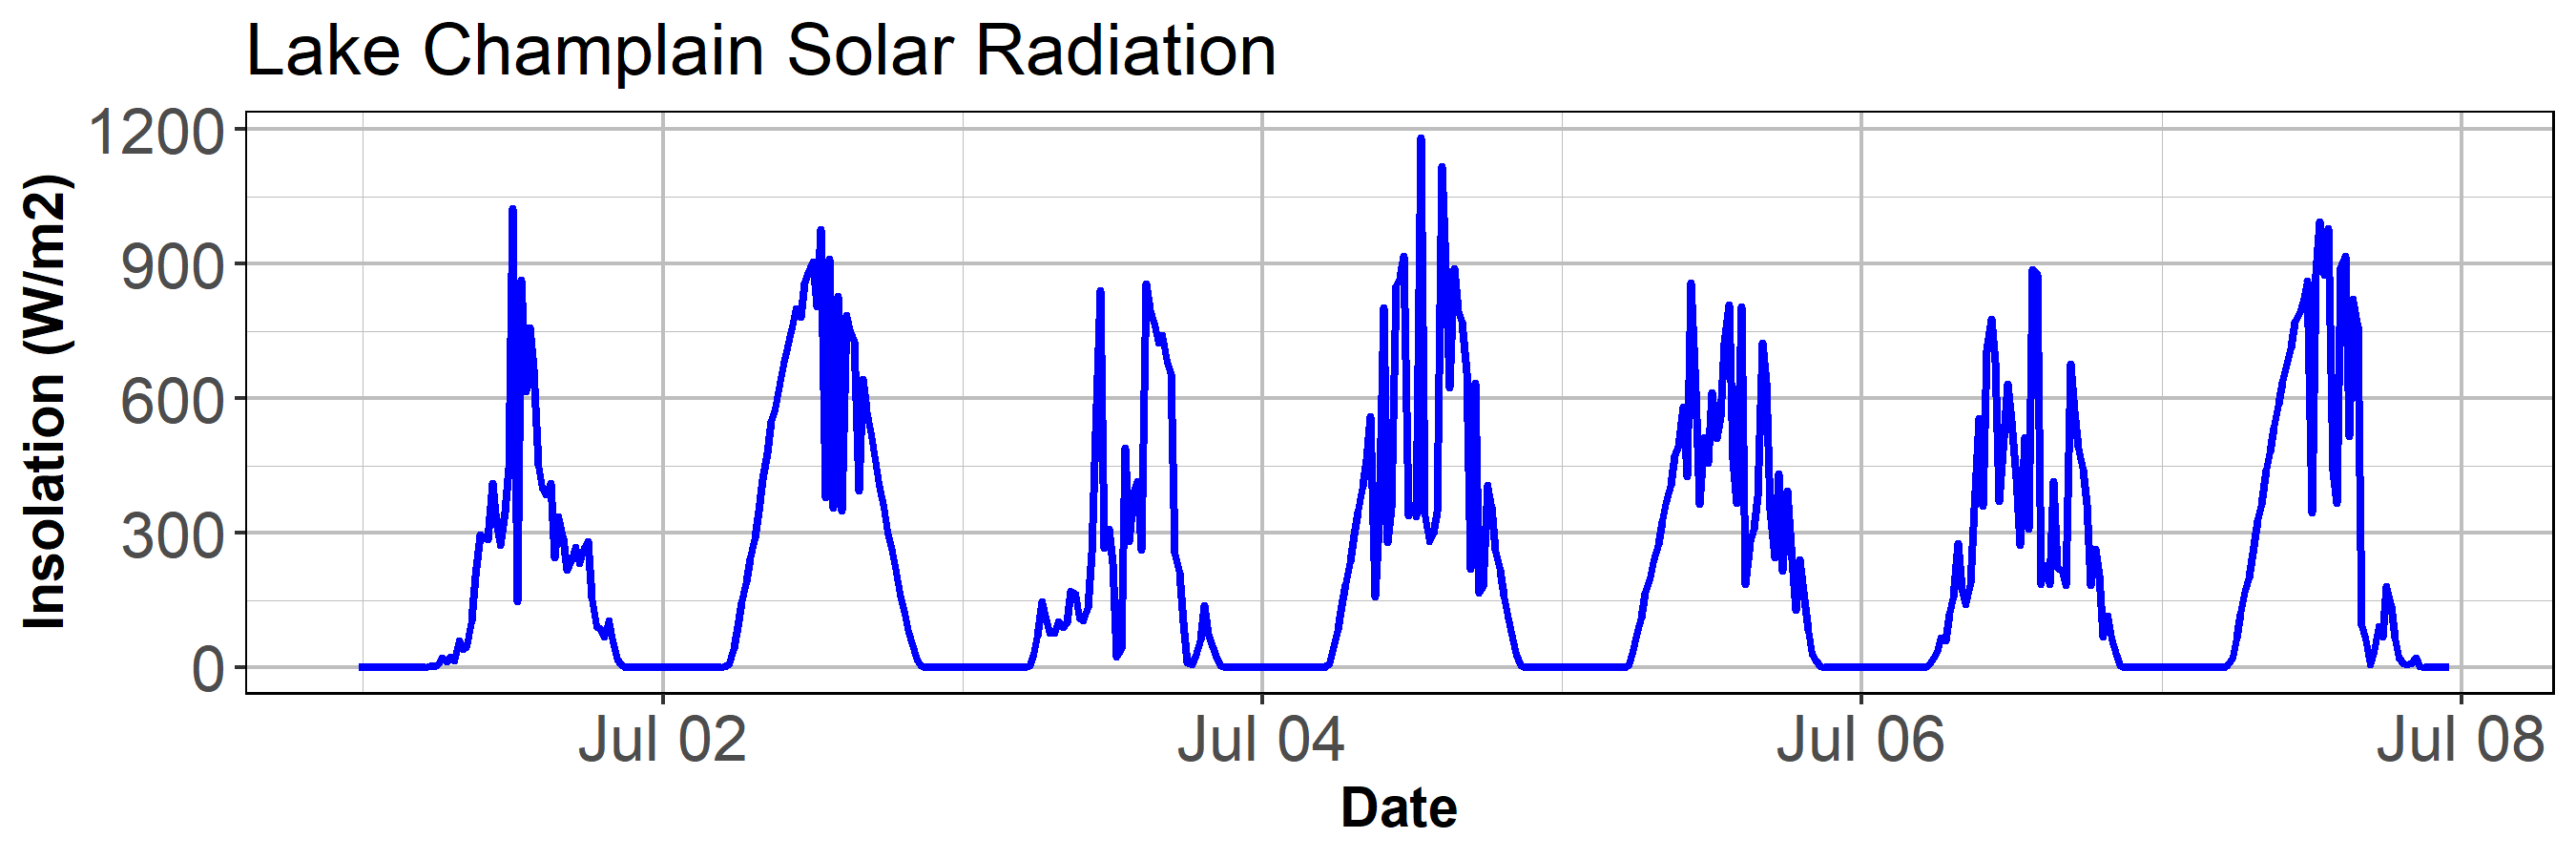 Lake Champlain Solar Radiation
Insolation (W/m2)
1200
900
600
300
0
Jul 02
Jul 04
Jul 06
Jul 08
Date